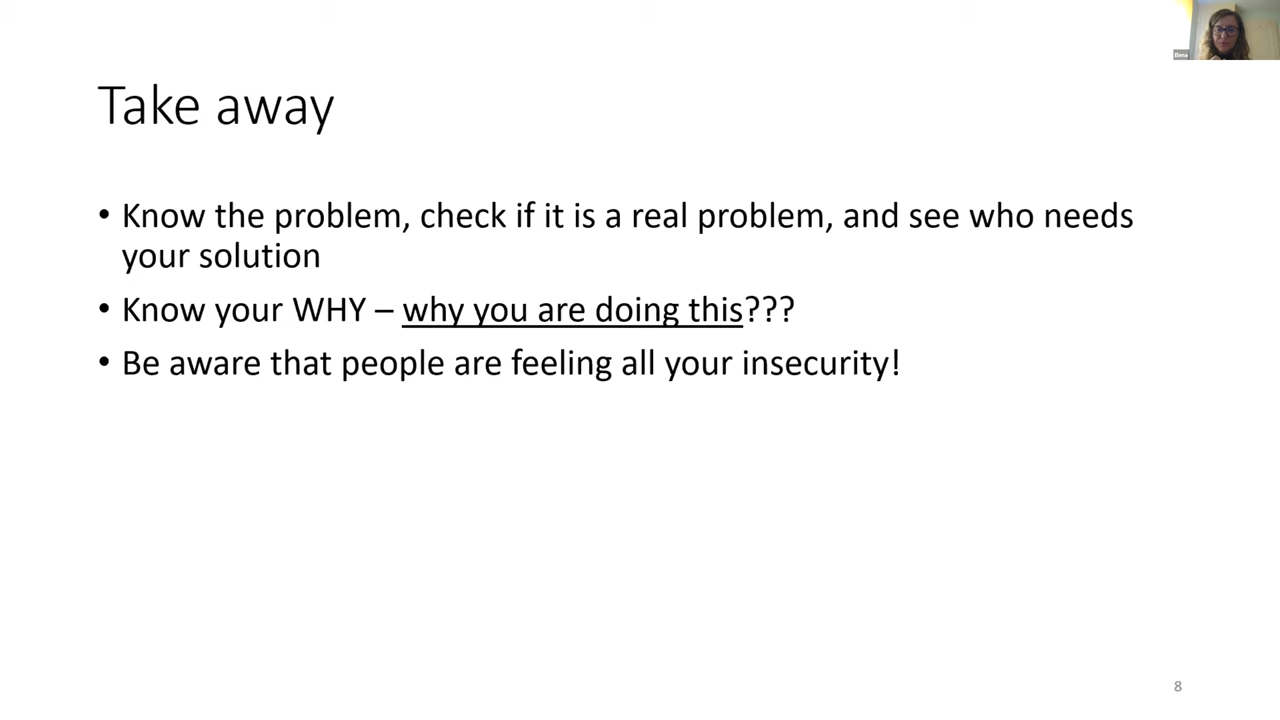 Elena
Take away
• Know the problem, check if it is a real problem, and see who needs
your solution
• Know your WHY – why you are doing this???
• Be aware that people are feeling all your insecurity!
8